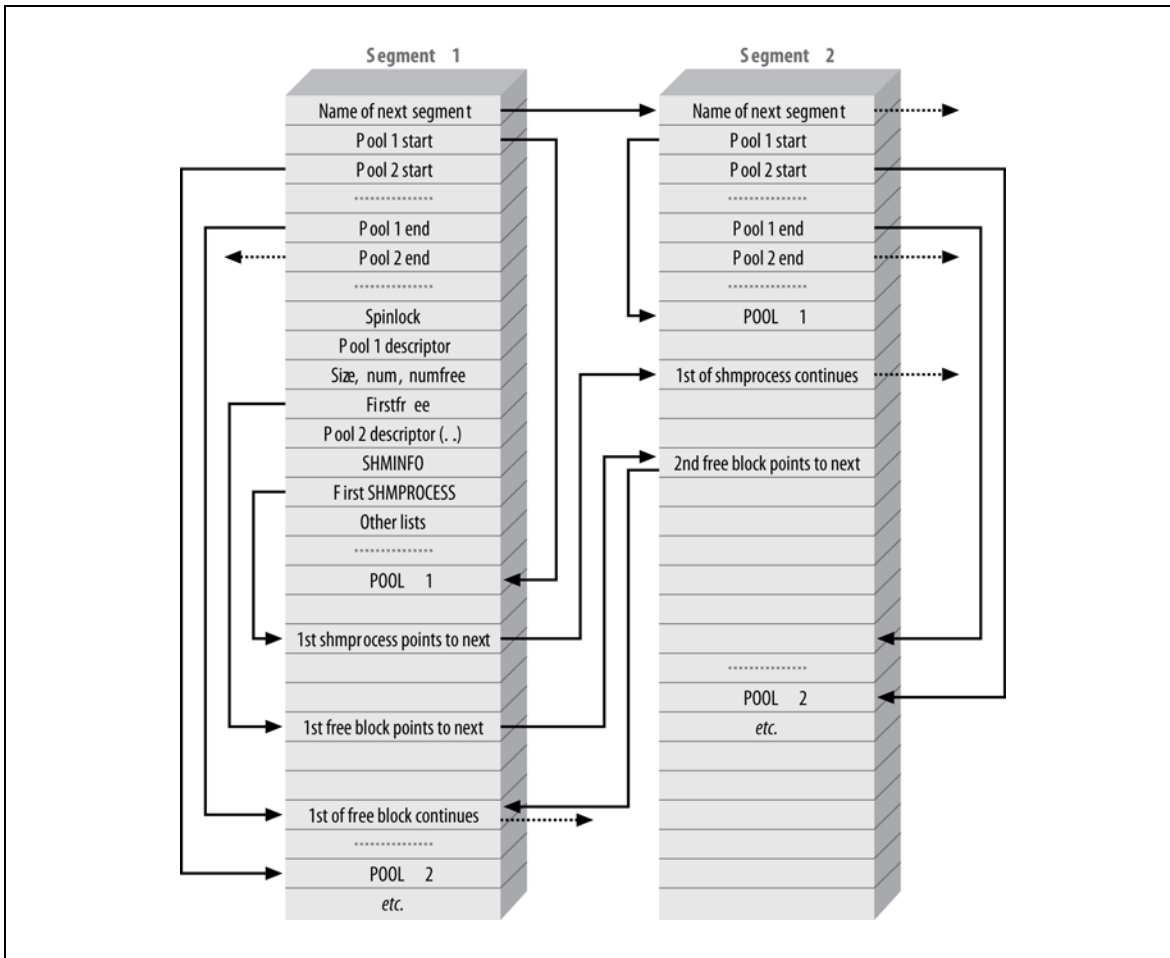 Segment 1
Name of next segment
Pool 1 start
Pool 2 start
...............
Pool 1 end
Pool 2 end
...............
Spinlock
Pool 1 descriptor
Size, num, numfree
Firstfr ee
Pool 2 descriptor (. .)
SHMINFO
First SHMPROCESS
Other lists
...............
POOL 1
1st shmprocess points to next
1st free block points to next
1st of free block continues
...............
POOL 2
etc.
Segment 2
Name of next segment
Pool 1 start
Pool 2 start
...............
Pool 1 end
Pool 2 end
...............
POOL 1
1st of shmprocess continues
2nd free block points to next
...............
POOL 2
etc.